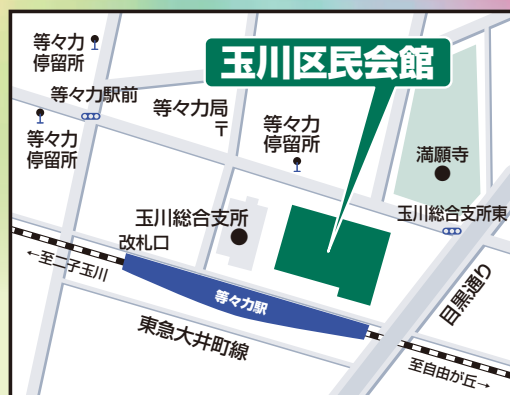 等々力
停留所
玉川区民会館
等々力駅前
等々力局
〒
等々力
停留所
等々力
停留所
満願寺
玉川総合支所
玉川総合支所東
改札口
←至二子玉川
等々力駅
目黒通り
東急大井町線
至自由が丘→